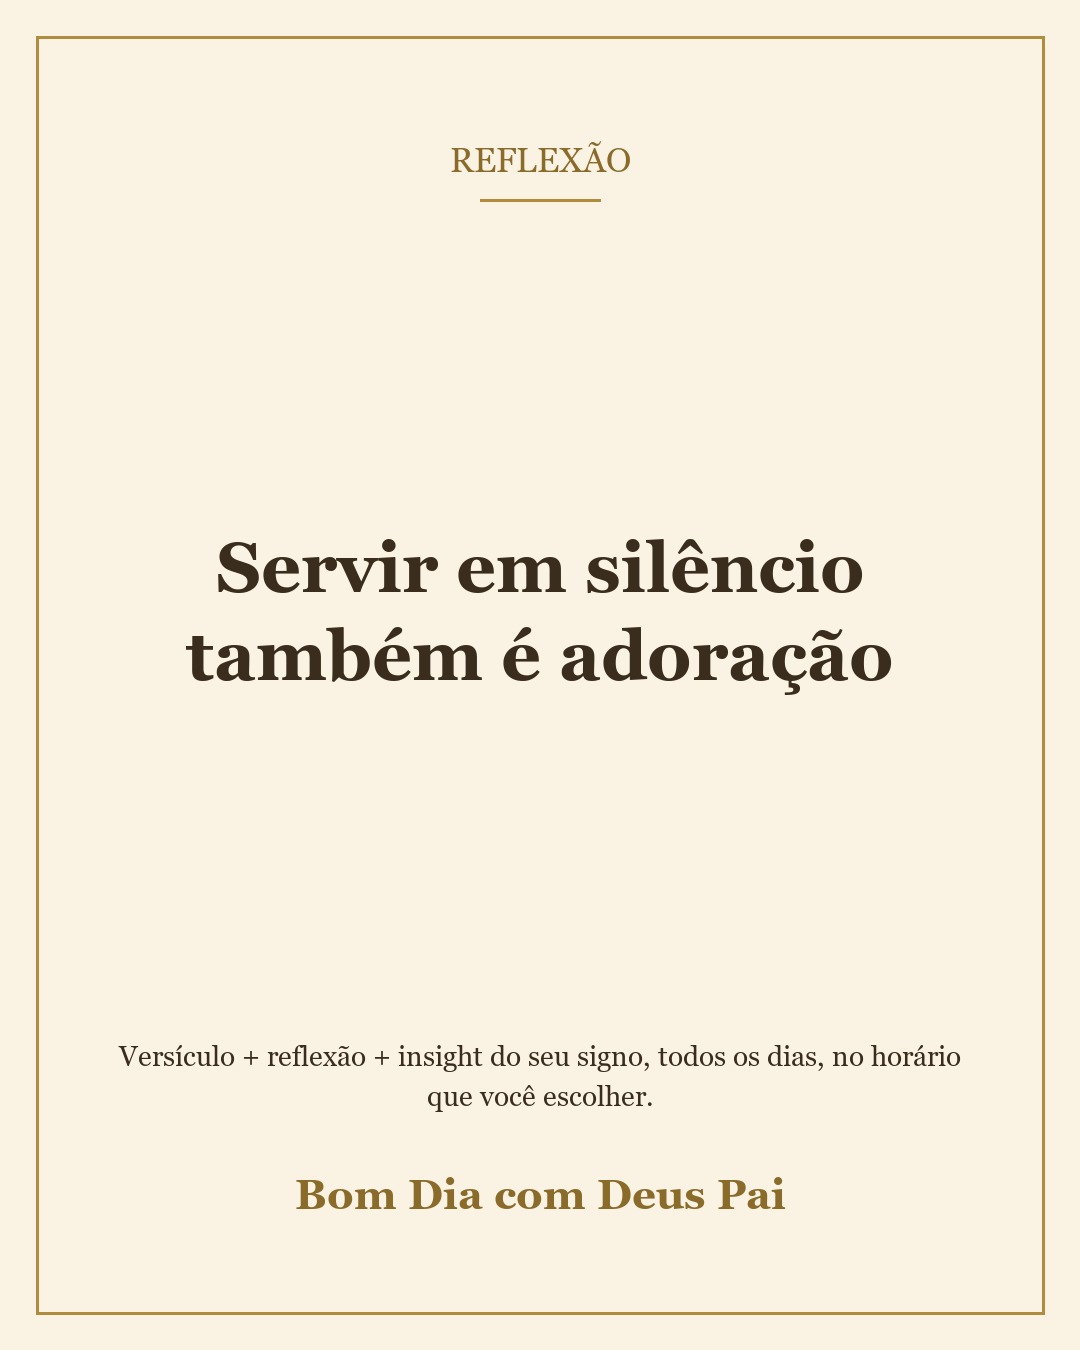 REFLEXÃO
Servir em silêncio
também é adoração
Versículo + reflexão + insight do seu signo, todos os dias, no horário
que você escolher.
Bom Dia com Deus Pai